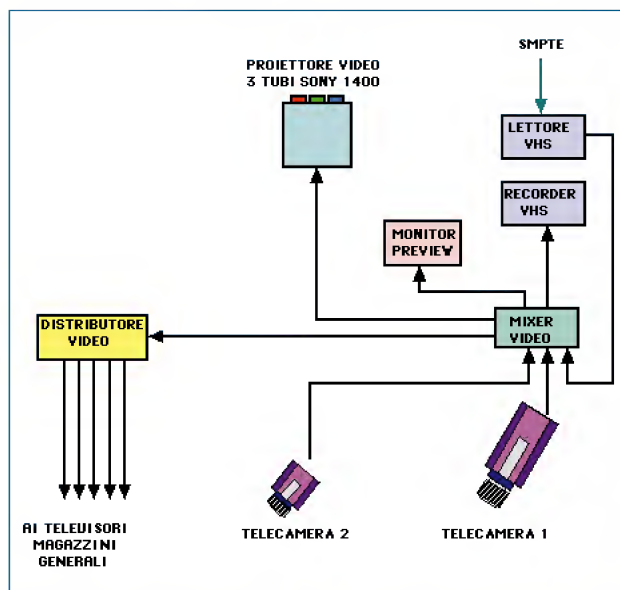 SMPTE
PROIETTORE VIDEO
3 TUBI SONY 1400
LETTORE
VHS
RECORDER
VHS
MONITOR
PREVIEW
DISTRIBUTORE
VIDEO
MIXER
VIDEO
AI TELEVISORI
MAGAZZINI
GENERALI
TELECAMERA 2
TELECAMERA 1